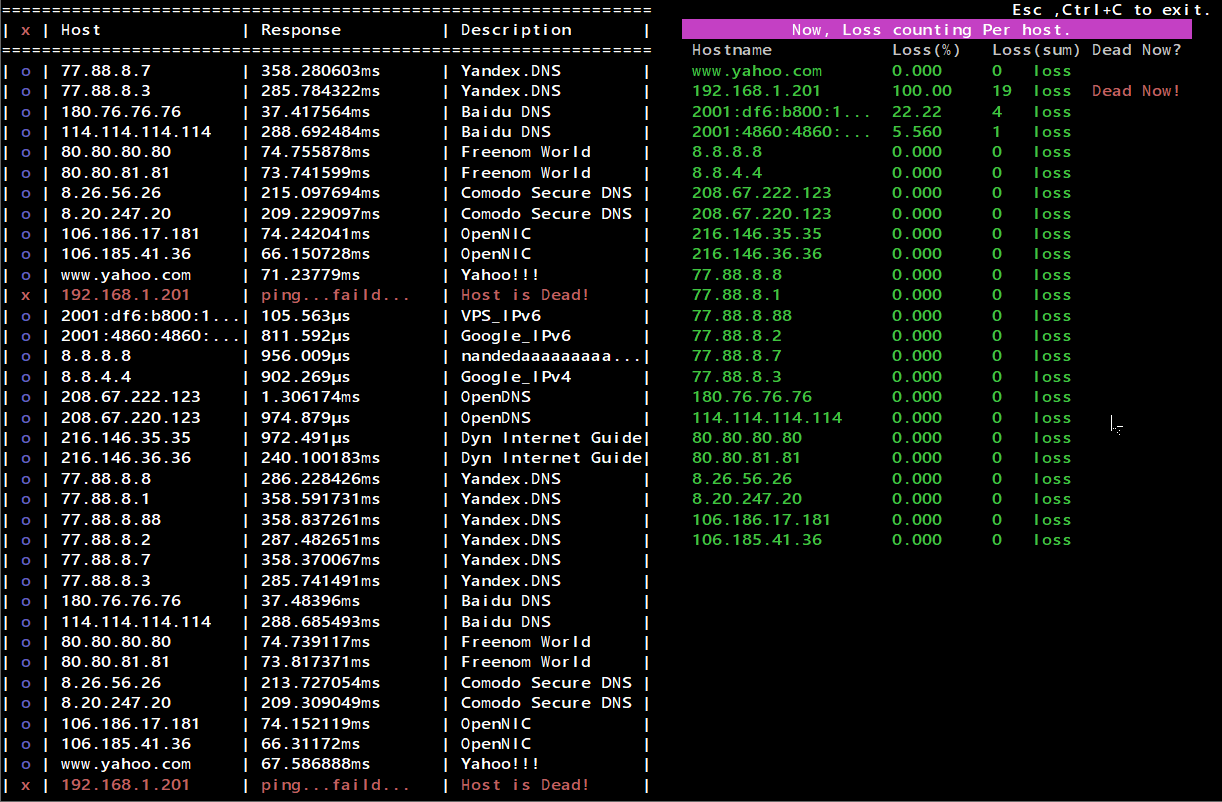 =================================================================
Esc ,Ctrl+C to exit.
| x | Host | Response | Description |
Now, Loss counting Per host.
=================================================================
Hostname Loss(%) Loss(sum) Dead Now?
| o | 77.88.8.7 | 358.280603ms | Yandex.DNS |
www.yahoo.com 0.000 0 loss
| o | 77.88.8.3 | 285.784322ms | Yandex.DNS |
192.168.1.201 100.00 19 loss Dead Now!
| o | 180.76.76.76 | 37.417564ms | Baidu DNS |
2001:df6:b800:1... 22.22 4 loss
| o | 114.114.114.114 | 288.692484ms | Baidu DNS |
2001:4860:4860:... 5.560 1 loss
| o | 80.80.80.80 | 74.755878ms | Freenom World |
8.8.8.8 0.000 0 loss
| o | 80.80.81.81 | 73.741599ms | Freenom World |
8.8.4.4 0.000 0 loss
| o | 8.26.56.26 | 215.097694ms | Comodo Secure DNS |
208.67.222.123 0.000 0 loss
| o | 8.20.247.20 | 209.229097ms | Comodo Secure DNS |
208.67.220.123 0.000 0 loss
| o | 106.186.17.181 | 74.242041ms | OpenNIC |
216.146.35.35 0.000 0 loss
| o | 106.185.41.36 | 66.150728ms | OpenNIC |
216.146.36.36 0.000 0 loss
| o | www.yahoo.com | 71.23779ms | Yahoo!!! |
77.88.8.8 0.000 0 loss
| x | 192.168.1.201 | ping...faild... | Host is Dead! |
77.88.8.1 0.000 0 loss
| o | 2001:df6:b800:1...| 105.563µs | VPS_IPv6 |
77.88.8.88 0.000 0 loss
| o | 2001:4860:4860:...| 811.592µs | Google_IPv6 |
77.88.8.2 0.000 0 loss
| o | 8.8.8.8 | 956.009µs | nandedaaaaaaaaa...|
77.88.8.7 0.000 0 loss
| o | 8.8.4.4 | 902.269µs | Google_IPv4 |
77.88.8.3 0.000 0 loss
| o | 208.67.222.123 | 1.306174ms | OpenDNS |
180.76.76.76 0.000 0 loss
| o | 208.67.220.123 | 974.879µs | OpenDNS |
114.114.114.114 0.000 0 loss
| o | 216.146.35.35 | 972.491µs | Dyn Internet Guide|
80.80.80.80 0.000 0 loss
| o | 216.146.36.36 | 240.100183ms | Dyn Internet Guide|
80.80.81.81 0.000 0 loss
| o | 77.88.8.8 | 286.228426ms | Yandex.DNS |
8.26.56.26 0.000 0 loss
| o | 77.88.8.1 | 358.591731ms | Yandex.DNS |
8.20.247.20 0.000 0 loss
| o | 77.88.8.88 | 358.837261ms | Yandex.DNS |
106.186.17.181 0.000 0 loss
| o | 77.88.8.2 | 287.482651ms | Yandex.DNS |
106.185.41.36 0.000 0 loss
| o | 77.88.8.7 | 358.370067ms | Yandex.DNS |
| o | 77.88.8.3 | 285.741491ms | Yandex.DNS |
| o | 180.76.76.76 | 37.48396ms | Baidu DNS |
| o | 114.114.114.114 | 288.685493ms | Baidu DNS |
| o | 80.80.80.80 | 74.739117ms | Freenom World |
| o | 80.80.81.81 | 73.817371ms | Freenom World |
| o | 8.26.56.26 | 213.727054ms | Comodo Secure DNS |
| o | 8.20.247.20 | 209.309049ms | Comodo Secure DNS |
| o | 106.186.17.181 | 74.152119ms | OpenNIC |
| o | 106.185.41.36 | 66.31172ms | OpenNIC |
| o | www.yahoo.com | 67.586888ms | Yahoo!!! |
| x | 192.168.1.201 | ping...faild... | Host is Dead! |